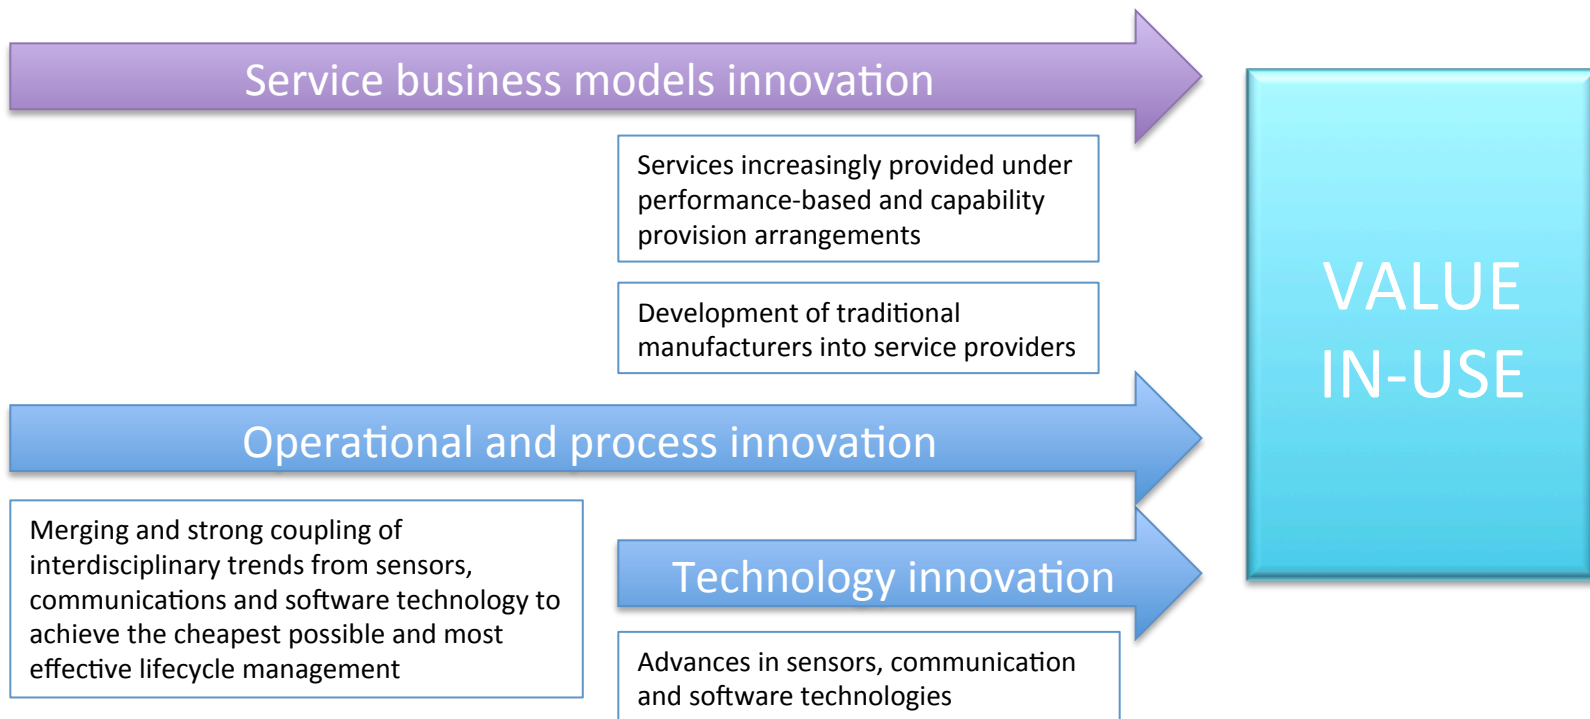 Service business models innovation
Services increasingly provided under
performance-based and capability
provision arrangements
Development of traditional
manufacturers into service providers
VALUE
IN-USE
Operational and process innovation
Merging and strong coupling of
interdisciplinary trends from sensors,
communications and software technology to
achieve the cheapest possible and most
effective lifecycle management
Technology innovation
Advances in sensors, communication
and software technologies